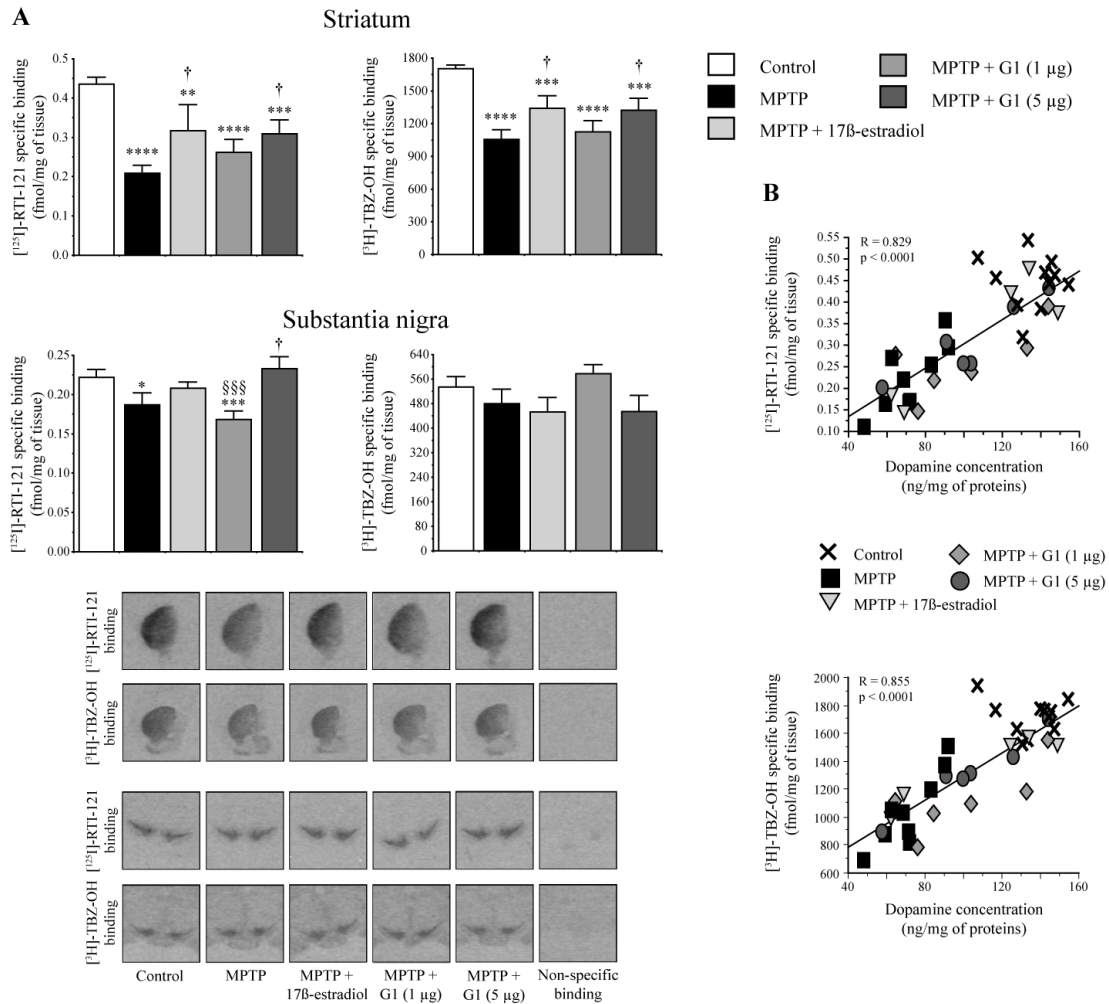 A
Striatum
[¹²⁵I]-RTI-121 specific binding
(fmol/mg of tissue)
0.5
0.4
0.3
0.2
0.1
0.0
****
†
**
****
†
***
[³H]-TBZ-OH specific binding
(fmol/mg of tissue)
1800
1500
1200
900
600
300
0
****
†
***
****
†
***
Control
MPTP
MPTP + 17ß-estradiol
MPTP + G1 (1 µg)
MPTP + G1 (5 µg)
Substantia nigra
[¹²⁵I]-RTI-121 specific binding
(fmol/mg of tissue)
0.25
0.20
0.15
0.10
0.05
0.00
*
§§§
***
†
[³H]-TBZ-OH specific binding
(fmol/mg of tissue)
600
540
480
420
360
300
240
180
120
60
0
[¹²⁵I]-RTI-121
binding
[³H]-TBZ-OH
binding
[¹²⁵I]-RTI-121
binding
[³H]-TBZ-OH
binding
Control
MPTP
MPTP +
17ß-estradiol
MPTP +
G1 (1 µg)
MPTP +
G1 (5 µg)
Non-specific
binding
B
R = 0.829
p < 0.0001
[¹²⁵I]-RTI-121 specific binding
(fmol/mg of tissue)
0.55
0.50
0.45
0.40
0.35
0.30
0.25
0.20
0.15
0.10
40
80
120
160
Dopamine concentration
(ng/mg of proteins)
Control
MPTP
MPTP + 17ß-estradiol
MPTP + G1 (1 µg)
MPTP + G1 (5 µg)
R = 0.855
p < 0.0001
[³H]-TBZ-OH specific binding
(fmol/mg of tissue)
2000
1800
1600
1400
1200
1000
800
600
40
80
120
160
Dopamine concentration
(ng/mg of proteins)